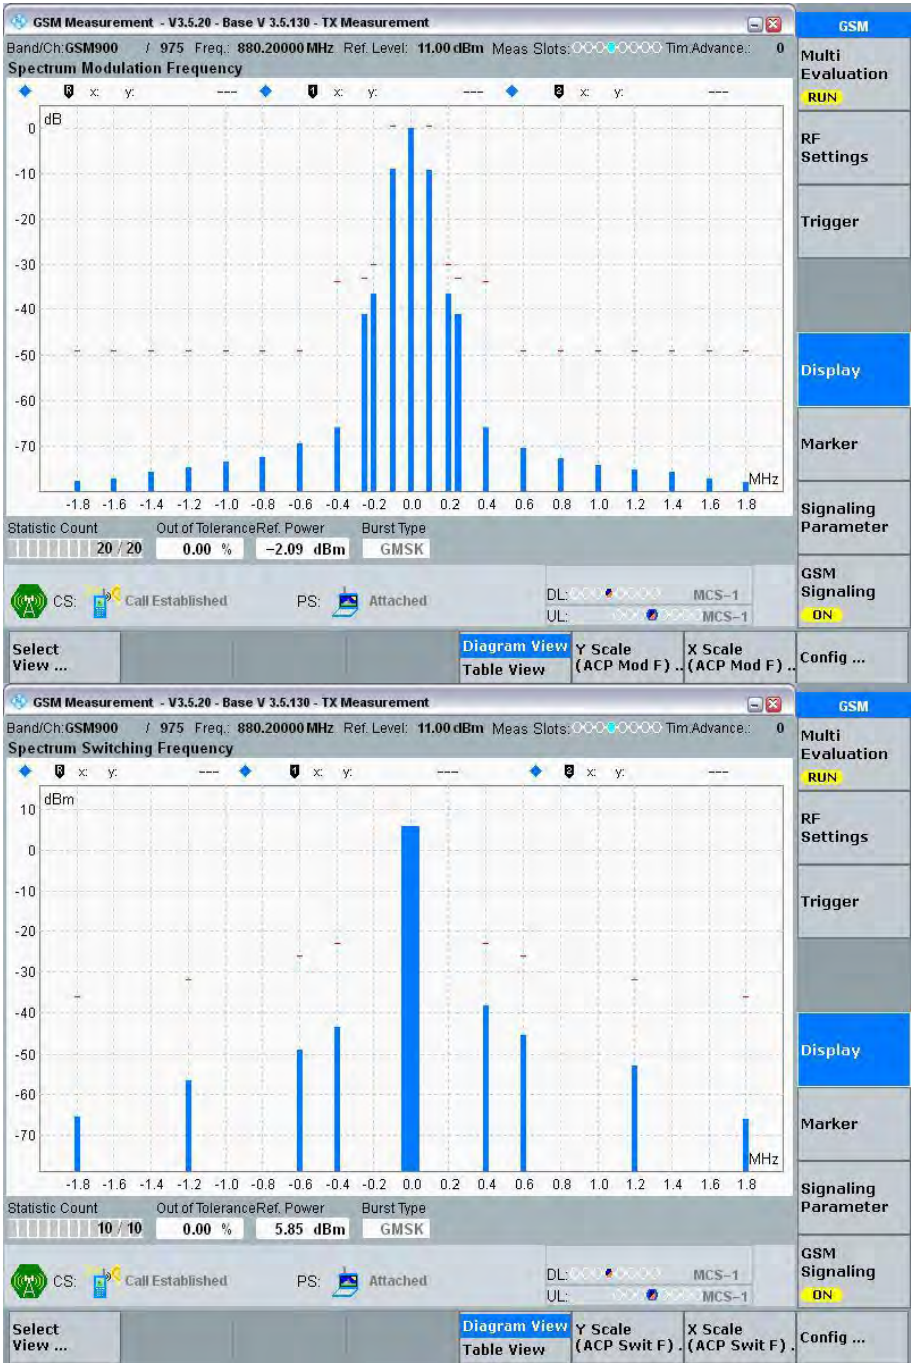 GSM Measurement - V3.5.20 - Base V 3.5.130 - TX Measurement
Band/Ch:GSM900 / 975 Freq.: 880.20000 MHz Ref. Level: 11.00 dBm Meas Slots: Tim.Advance.: 0
Spectrum Modulation Frequency
R x: y: --- 1 x: y: --- 2 x: y: ---
dB
0
-10
-20
-30
-40
-50
-60
-70
MHz
-1.8 -1.6 -1.4 -1.2 -1.0 -0.8 -0.6 -0.4 -0.2 0.0 0.2 0.4 0.6 0.8 1.0 1.2 1.4 1.6 1.8
Statistic Count Out of Tolerance Ref. Power Burst Type
20 / 20 0.00 % -2.09 dBm GMSK
CS: Call Established PS: Attached
DL: MCS-1
UL: MCS-1
Select View ...
Diagram View
Table View
Y Scale
(ACP Mod F) ..
X Scale
(ACP Mod F) ..
Config ...
GSM
Multi
Evaluation
RUN
RF
Settings
Trigger
Display
Marker
Signaling
Parameter
GSM
Signaling
ON
GSM Measurement - V3.5.20 - Base V 3.5.130 - TX Measurement
Band/Ch:GSM900 / 975 Freq.: 880.20000 MHz Ref. Level: 11.00 dBm Meas Slots: Tim.Advance.: 0
Spectrum Switching Frequency
R x: y: --- 1 x: y: --- 2 x: y: ---
dBm
10
0
-10
-20
-30
-40
-50
-60
-70
MHz
-1.8 -1.6 -1.4 -1.2 -1.0 -0.8 -0.6 -0.4 -0.2 0.0 0.2 0.4 0.6 0.8 1.0 1.2 1.4 1.6 1.8
Statistic Count Out of Tolerance Ref. Power Burst Type
10 / 10 0.00 % 5.85 dBm GMSK
CS: Call Established PS: Attached
DL: MCS-1
UL: MCS-1
Select
View ...
Diagram View
Table View
Y Scale
(ACP Swit F) .
X Scale
(ACP Swit F) .
Config ...
GSM
Multi
Evaluation
RUN
RF
Settings
Trigger
Display
Marker
Signaling
Parameter
GSM
Signaling
ON